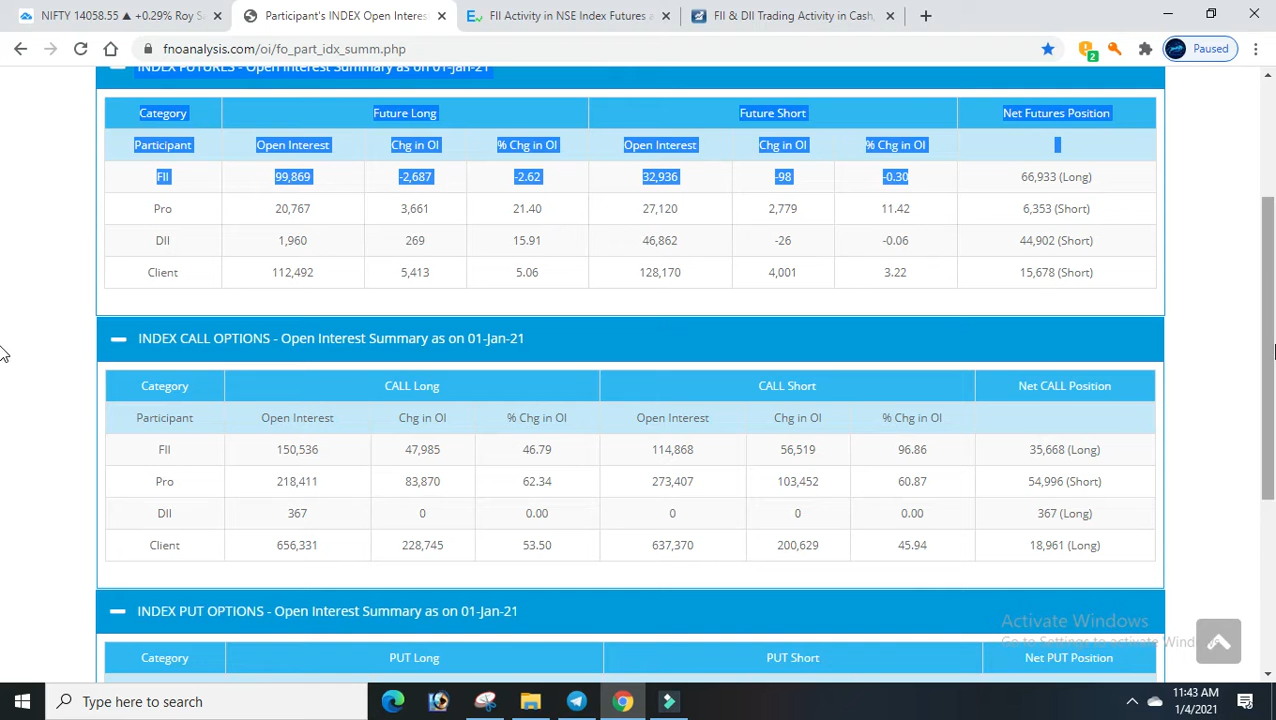 NIFTY 14058.55 ▲ +0.29% Roy S
Participant's INDEX Open Interes
FII Activity in NSE Index Futures a
FII & DII Trading Activity in Cash,
fnoanalysis.com/oi/fo_part_idx_summ.php
2
Paused
INDEX FUTURES - Open Interest Summary as on 01-Jan-21
Category Future Long Future Short Net Futures Position
Participant Open Interest Chg in OI % Chg in OI Open Interest Chg in OI % Chg in OI
FII 99,869 -2,687 -2.62 32,936 -98 -0.30 66,933 (Long)
Pro 20,767 3,661 21.40 27,120 2,779 11.42 6,353 (Short)
DII 1,960 269 15.91 46,862 -26 -0.06 44,902 (Short)
Client 112,492 5,413 5.06 128,170 4,001 3.22 15,678 (Short)
INDEX CALL OPTIONS - Open Interest Summary as on 01-Jan-21
Category CALL Long CALL Short Net CALL Position
Participant Open Interest Chg in OI % Chg in OI Open Interest Chg in OI % Chg in OI
FII 150,536 47,985 46.79 114,868 56,519 96.86 35,668 (Long)
Pro 218,411 83,870 62.34 273,407 103,452 60.87 54,996 (Short)
DII 367 0 0.00 0 0 0.00 367 (Long)
Client 656,331 228,745 53.50 637,370 200,629 45.94 18,961 (Long)
INDEX PUT OPTIONS - Open Interest Summary as on 01-Jan-21
Activate Windows
Go to Settings to activate Windows.
Category PUT Long PUT Short Net PUT Position
Type here to search
11:43 AM
1/4/2021